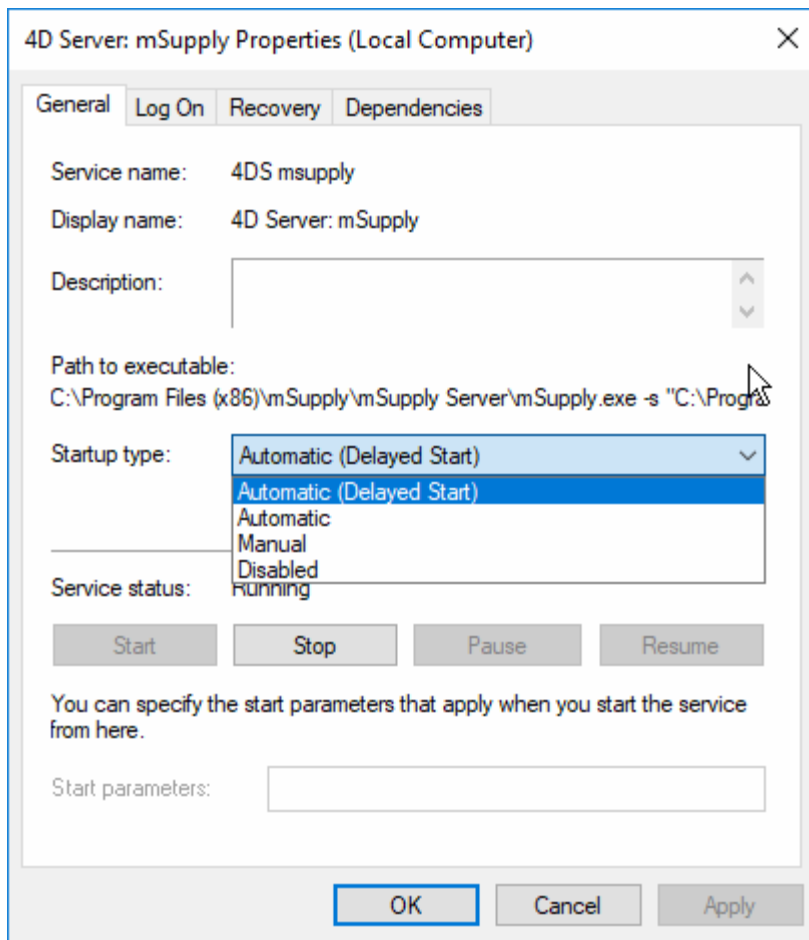 4D Server: mSupply Properties (Local Computer)
General Log On Recovery Dependencies
Service name: 4DS msupply
Display name: 4D Server: mSupply
Description:
Path to executable:
C:\Program Files (x86)\mSupply\mSupply Server\mSupply.exe -s "C:\Progra
Startup type: Automatic (Delayed Start)
Automatic (Delayed Start)
Automatic
Manual
Disabled
Service status: Running
Start Stop Pause Resume
You can specify the start parameters that apply when you start the service
from here.
Start parameters:
OK Cancel Apply